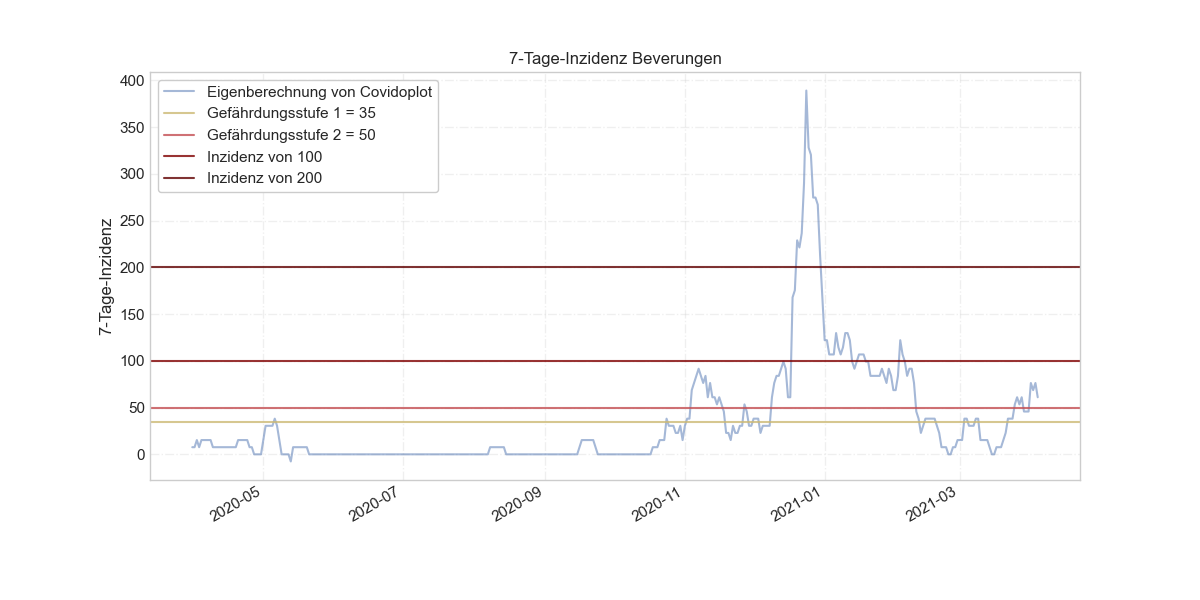 7-Tage-Inzidenz Beverungen
400
350
300
250
200
150
100
50
0
7-Tage-Inzidenz
Eigenberechnung von Covidoplot
Gefährdungsstufe 1 = 35
Gefährdungsstufe 2 = 50
Inzidenz von 100
Inzidenz von 200
2020-05
2020-07
2020-09
2020-11
2021-01
2021-03